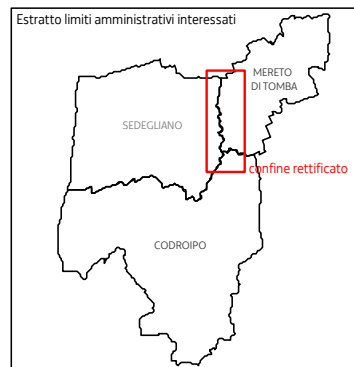 Estratto limiti amministrativi interessati
MERETO
DI TOMBA
SEDEGLIANO
confine rettificato
CODROIPO